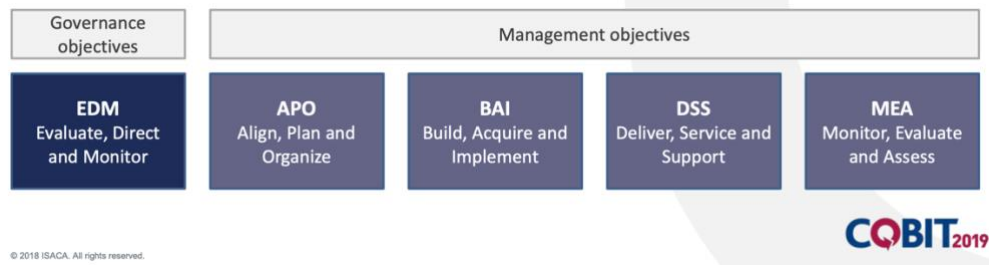 Governance
objectives
Management objectives
EDM
Evaluate, Direct
and Monitor
APO
Align, Plan and
Organize
BAI
Build, Acquire and
Implement
DSS
Deliver, Service and
Support
MEA
Monitor, Evaluate
and Assess
COBIT2019
© 2018 ISACA. All rights reserved.